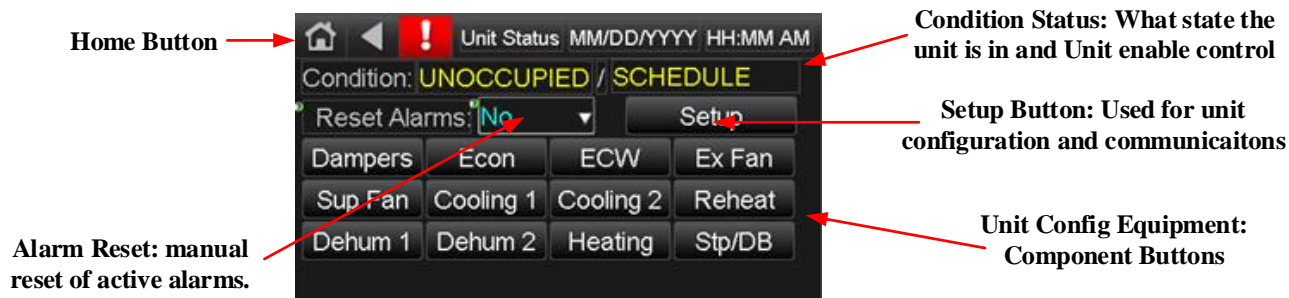 Home Button
! Unit Status MM/DD/YYYY HH:MM AM
Condition: UNOCCUPIED / SCHEDULE
Reset Alarms: No Setup
Dampers Econ ECW Ex Fan
Sup Fan Cooling 1 Cooling 2 Reheat
Dehum 1 Dehum 2 Heating Stp/DB
Condition Status: What state the
unit is in and Unit enable control
Setup Button: Used for unit
configuration and communicaitons
Unit Config Equipment:
Component Buttons
Alarm Reset: manual
reset of active alarms.